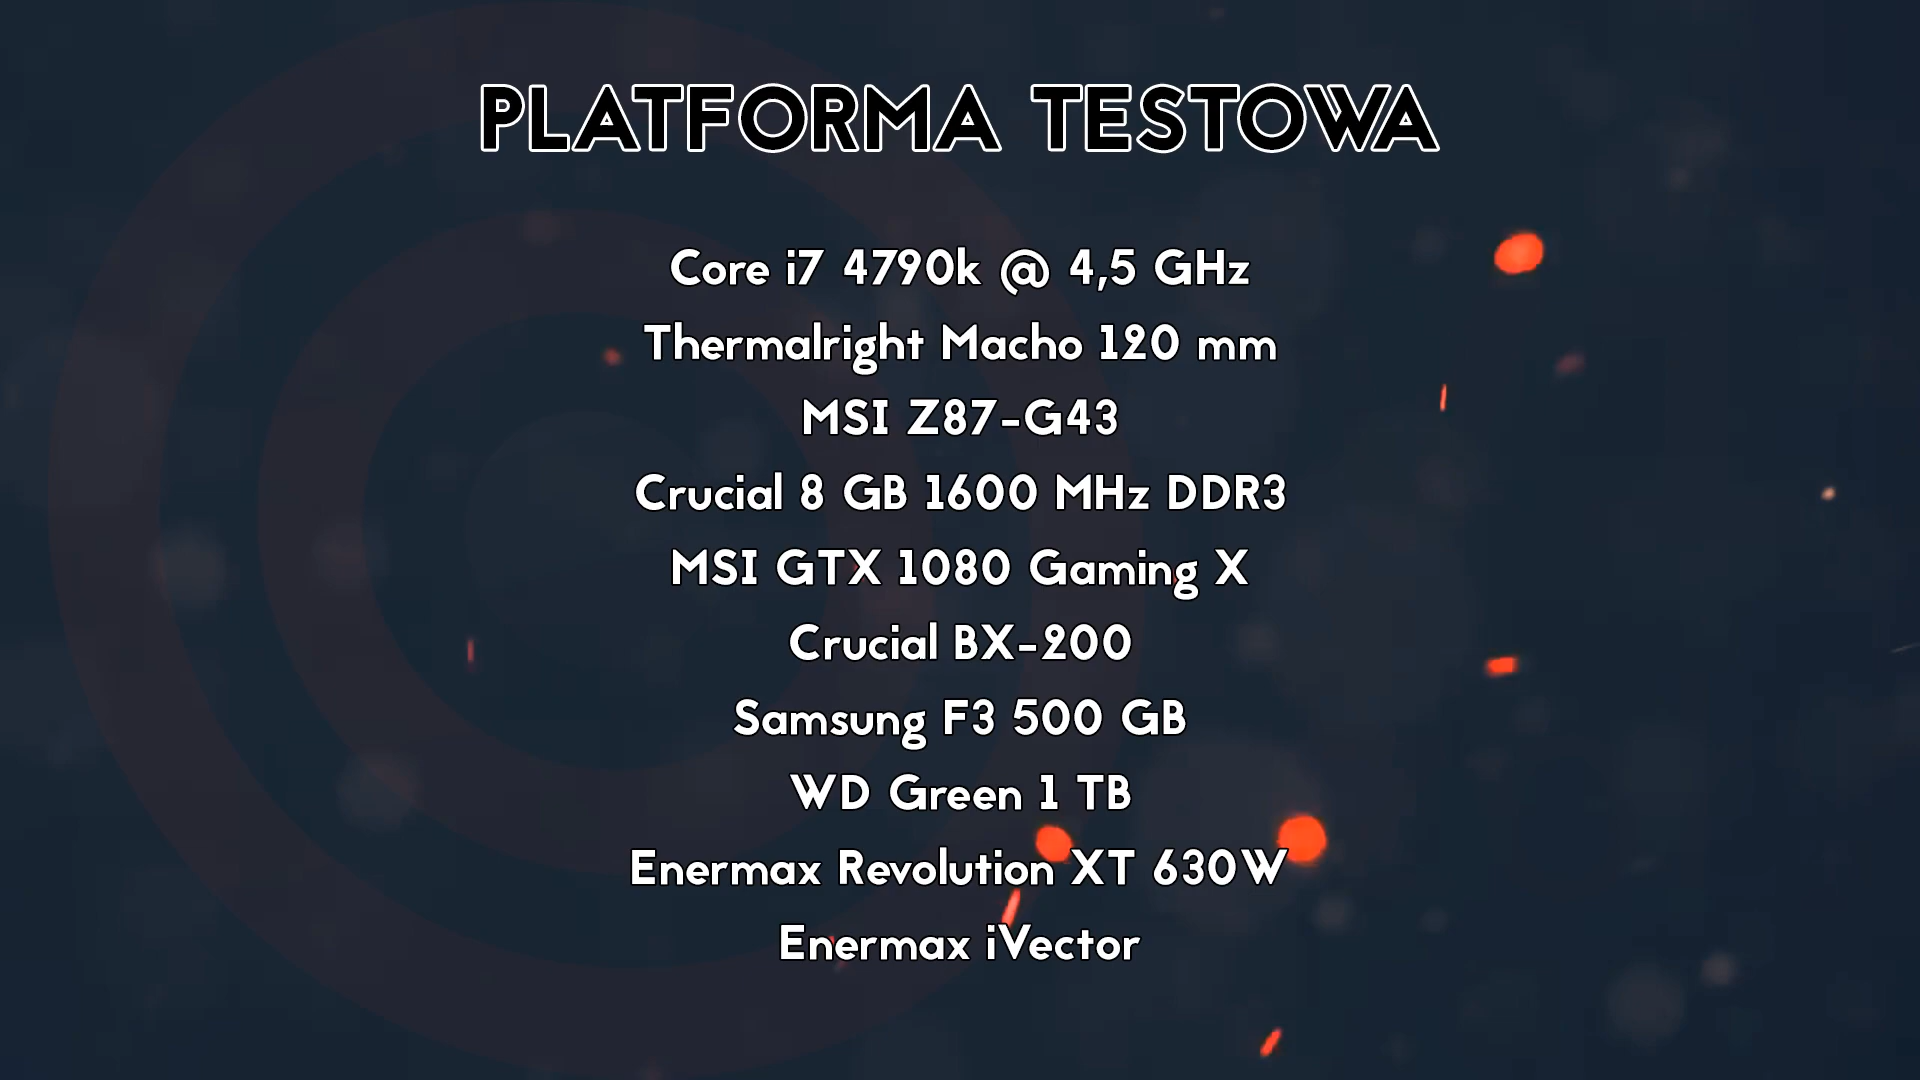 PLATFORMA TESTOWA
Core i7 4790k @ 4,5 GHz
Thermalright Macho 120 mm
MSI Z87-G43
Crucial 8 GB 1600 MHz DDR3
MSI GTX 1080 Gaming X
Crucial BX-200
Samsung F3 500 GB
WD Green 1 TB
Enermax Revolution XT 630W
Enermax iVector